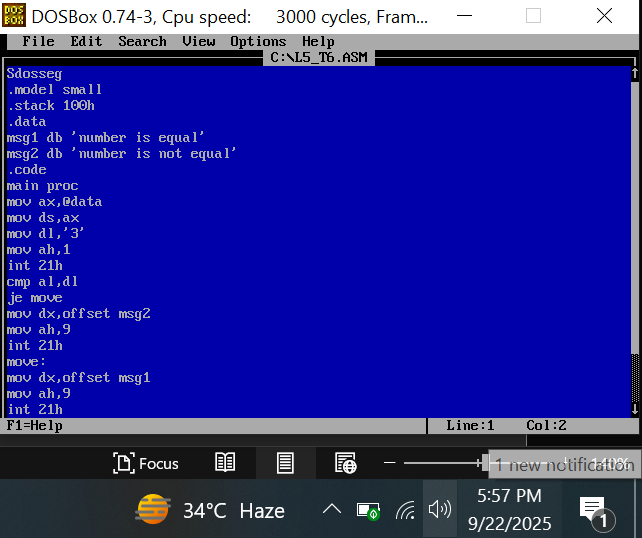 DOSBox 0.74-3, Cpu speed: 3000 cycles, Fram...
File Edit Search View Options Help
C:\L5_T6.ASM
Sdosseg
.model small
.stack 100h
.data
msg1 db 'number is equal'
msg2 db 'number is not equal'
.code
main proc
mov ax,@data
mov ds,ax
mov dl,'3'
mov ah,1
int 21h
cmp al,dl
je move
mov dx,offset msg2
mov ah,9
int 21h
move:
mov dx,offset msg1
mov ah,9
int 21h
F1=Help Line:1 Col:2
Focus
1 new notification
140%
34°C Haze
5:57 PM
9/22/2025
1